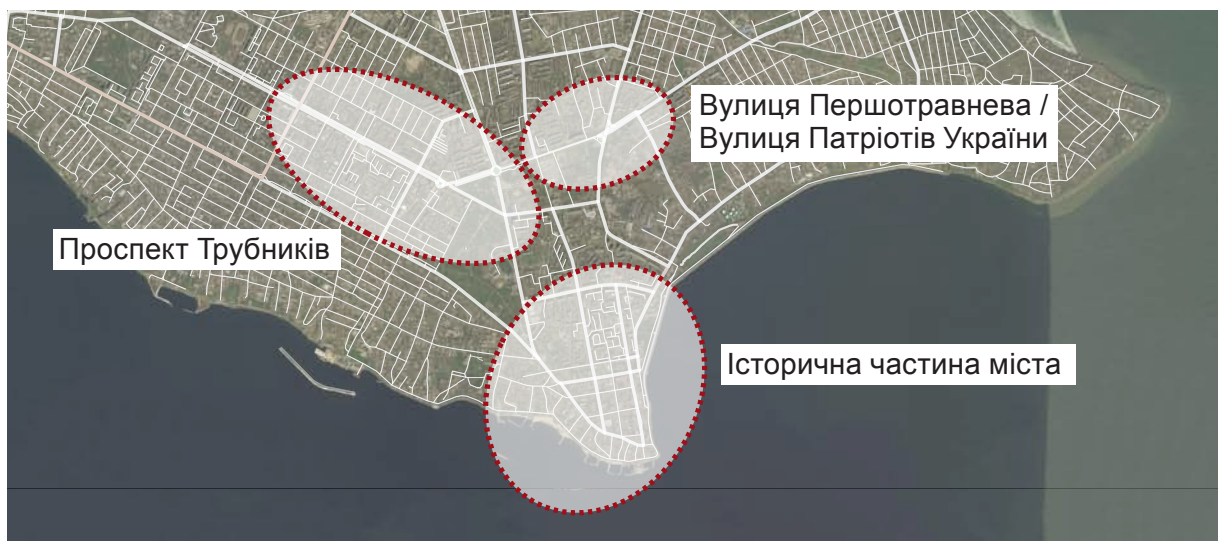 Вулиця Першотравнева /
Вулиця Патріотів України
Проспект Трубників
Історична частина міста